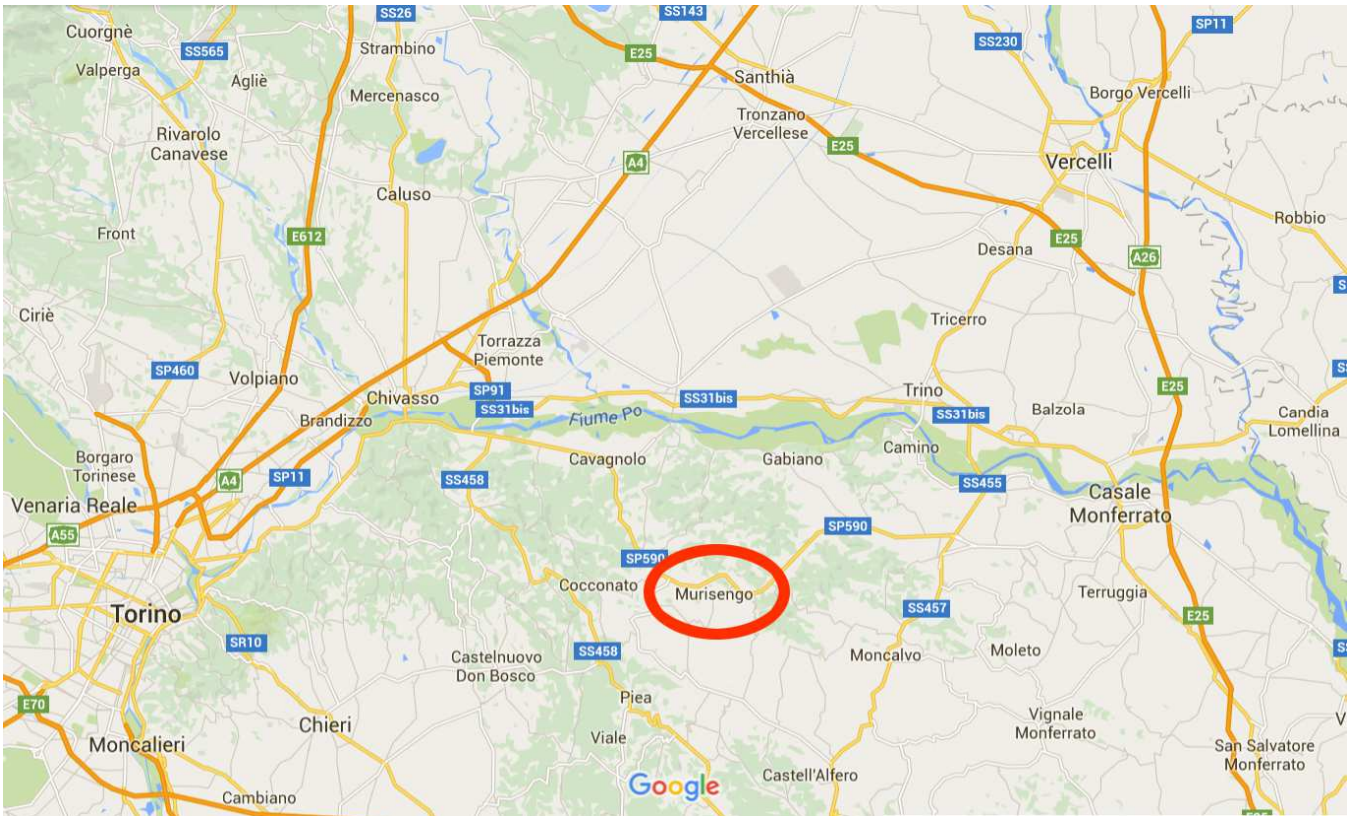 SS26
SS143
SP11
Cuorgnè
SS565
Strambino
E25
SS230
Valperga
Agliè
Mercenasco
Santhià
Borgo Vercelli
Rivarolo
Canavese
Tronzano
Vercellese
E25
A4
Vercelli
Caluso
Front
E612
Robbio
Desana
E25
A26
Ciriè
Tricerro
Torrazza
Piemonte
SP460
Volpiano
Chivasso
SP91
SS31bis
SS31bis
Trino
E25
Brandizzo
Fiume Po
SS31bis
Balzola
Candia
Lomellina
Borgaro
Torinese
A4
SP11
SS458
Cavagnolo
Gabiano
Camino
SS455
Casale
Monferrato
Venaria Reale
A55
SP590
SP590
Cocconato
Murisengo
Terruggia
Torino
SS457
E25
SR10
Castelnuovo
Don Bosco
SS458
Moncalvo
Moleto
E70
Piea
Chieri
Vignale
Monferrato
Moncalieri
Viale
San Salvatore
Monferrato
Google
Castell'Alfero
Cambiano